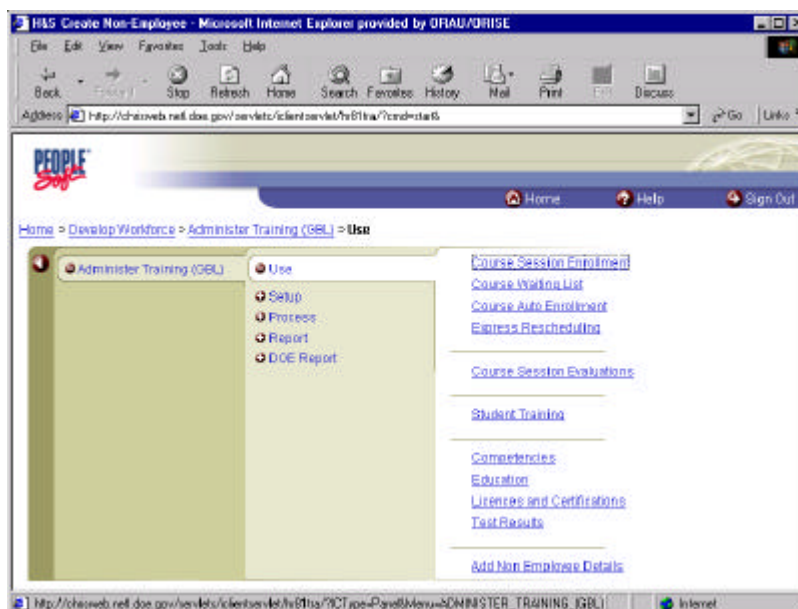 H&S Create Non-Employee - Microsoft Internet Explorer provided by ORAU/ORISE
File Edit View Favorites Tools Help
Back Forward Stop Refresh Home Search Favorites History Mail Print Edit Discuss
Address http://chrisweb.netl.doe.gov/servlets/iclientservlet/hr81tra/?cmd=start& Go Links
PEOPLE Soft
Home Help Sign Out
Home > Develop Workforce > Administer Training (GBL) > Use
Administer Training (GBL)
Use
Setup
Process
Report
DOE Report
Course Session Enrollment
Course Waiting List
Course Auto Enrollment
Express Rescheduling
Course Session Evaluations
Student Training
Competencies
Education
Licences and Certifications
Test Results
Add Non Employee Details
http://chrisweb.netl.doe.gov/servlets/iclientservlet/hr81tra/?ICType=Panel&Menu=ADMINISTER_TRAINING_(GBL) Internet